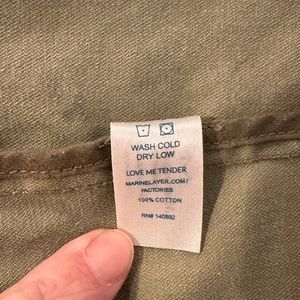 WASH COLD
DRY LOW
LOVE ME TENDER
MARINELAYER.COM/
FACTORIES
100% COTTON
RN# 140892